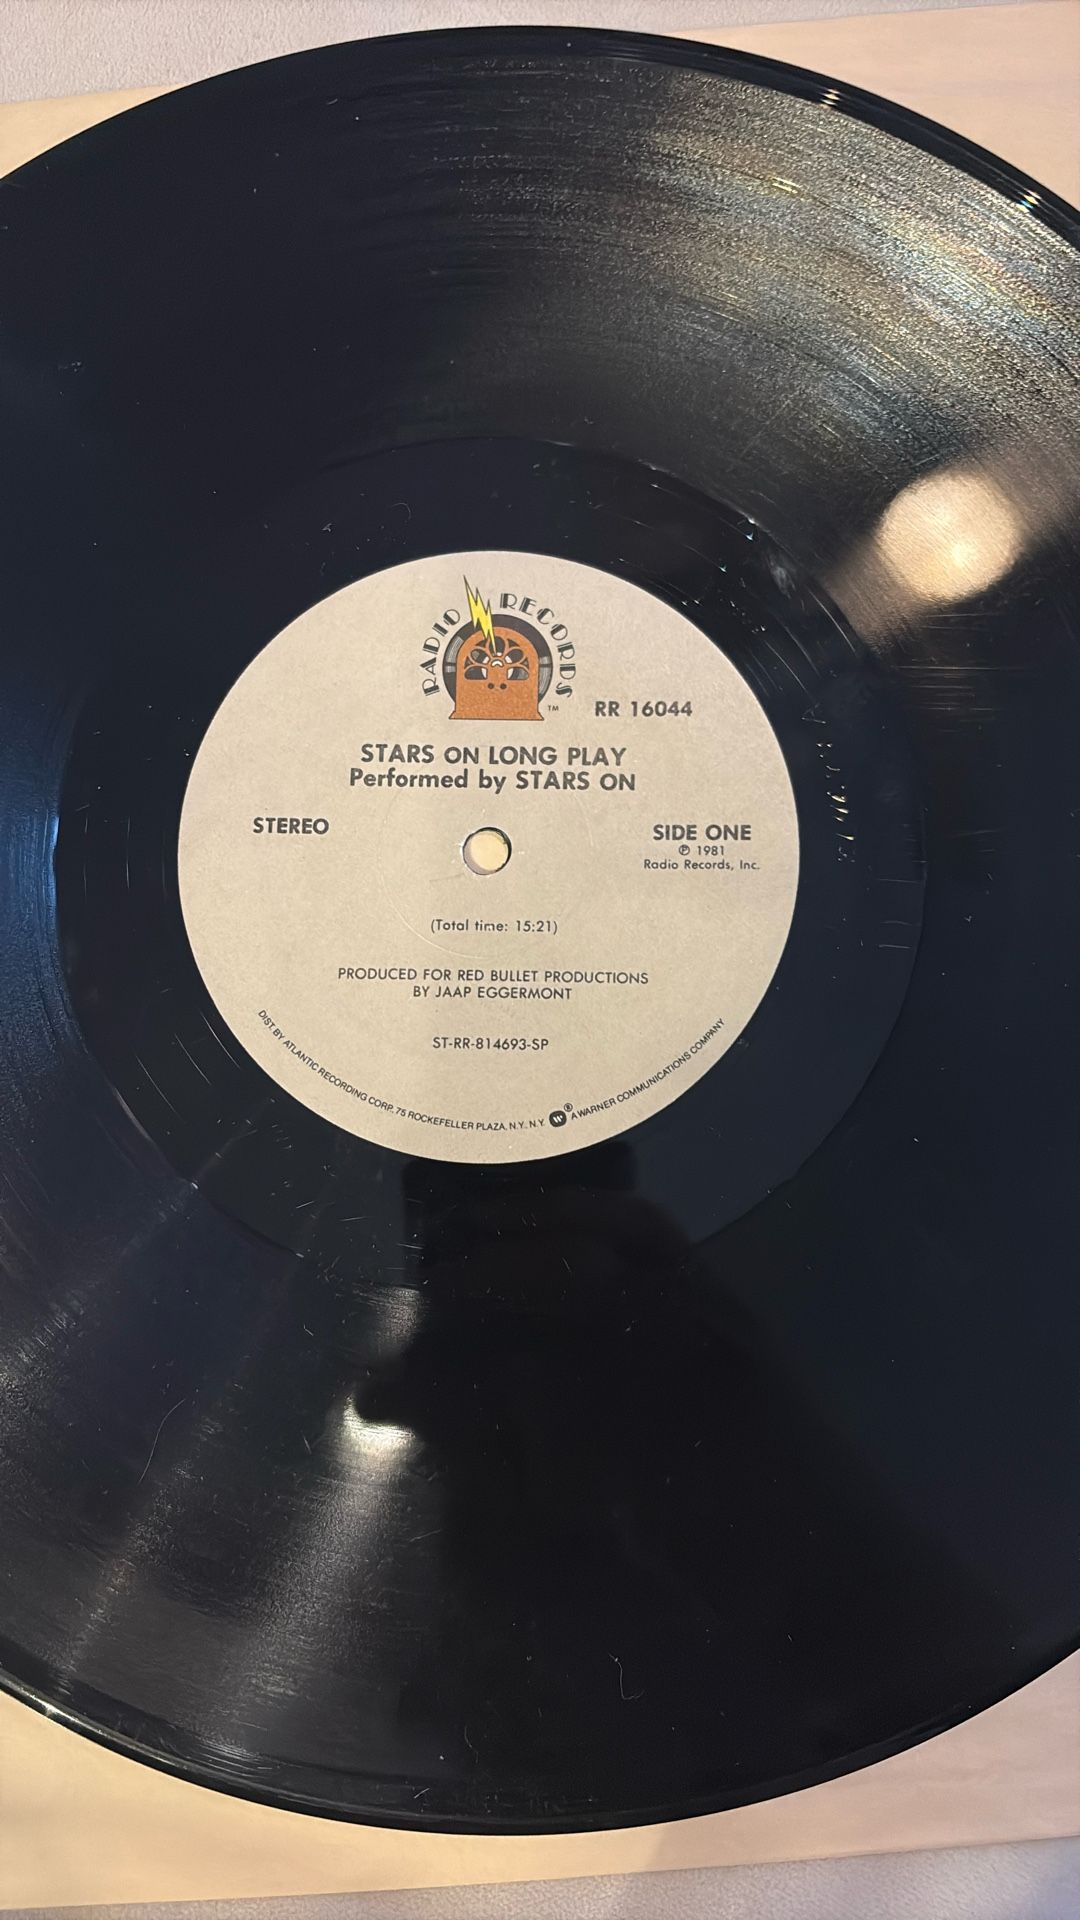 RADIO RECORDS
TM
RR 16044
STARS ON LONG PLAY
Performed by STARS ON
STEREO
SIDE ONE
℗ 1981
Radio Records, Inc.
(Total time: 15:21)
PRODUCED FOR RED BULLET PRODUCTIONS
BY JAAP EGGERMONT
ST-RR-814693-SP
DIST. BY ATLANTIC RECORDING CORP. 75 ROCKEFELLER PLAZA, N.Y. N.Y. W ® A WARNER COMMUNICATIONS COMPANY